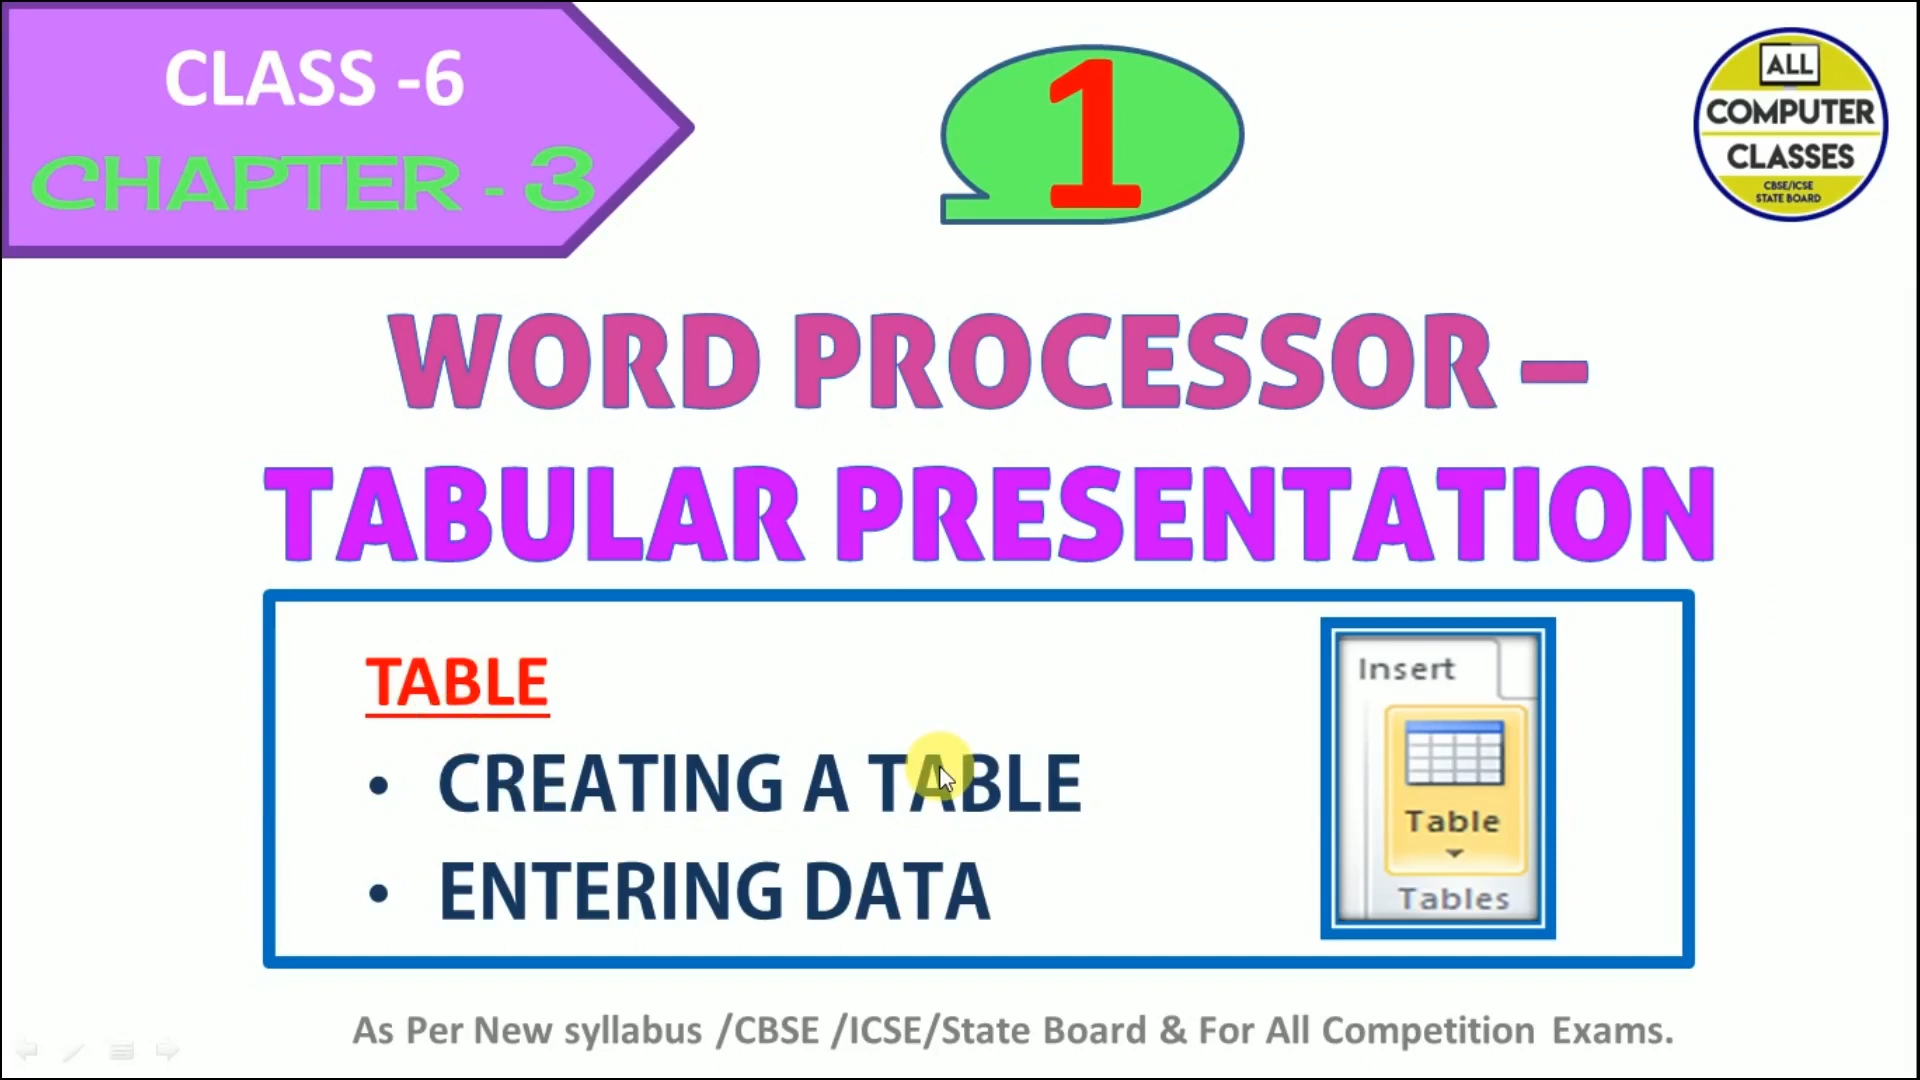 CLASS -6
CHAPTER - 3
1
ALL
COMPUTER
CLASSES
CBSE/ICSE
STATE BOARD
WORD PROCESSOR –
TABULAR PRESENTATION
TABLE
• CREATING A TABLE
• ENTERING DATA
Insert
Table
Tables
As Per New syllabus /CBSE /ICSE/State Board & For All Competition Exams.